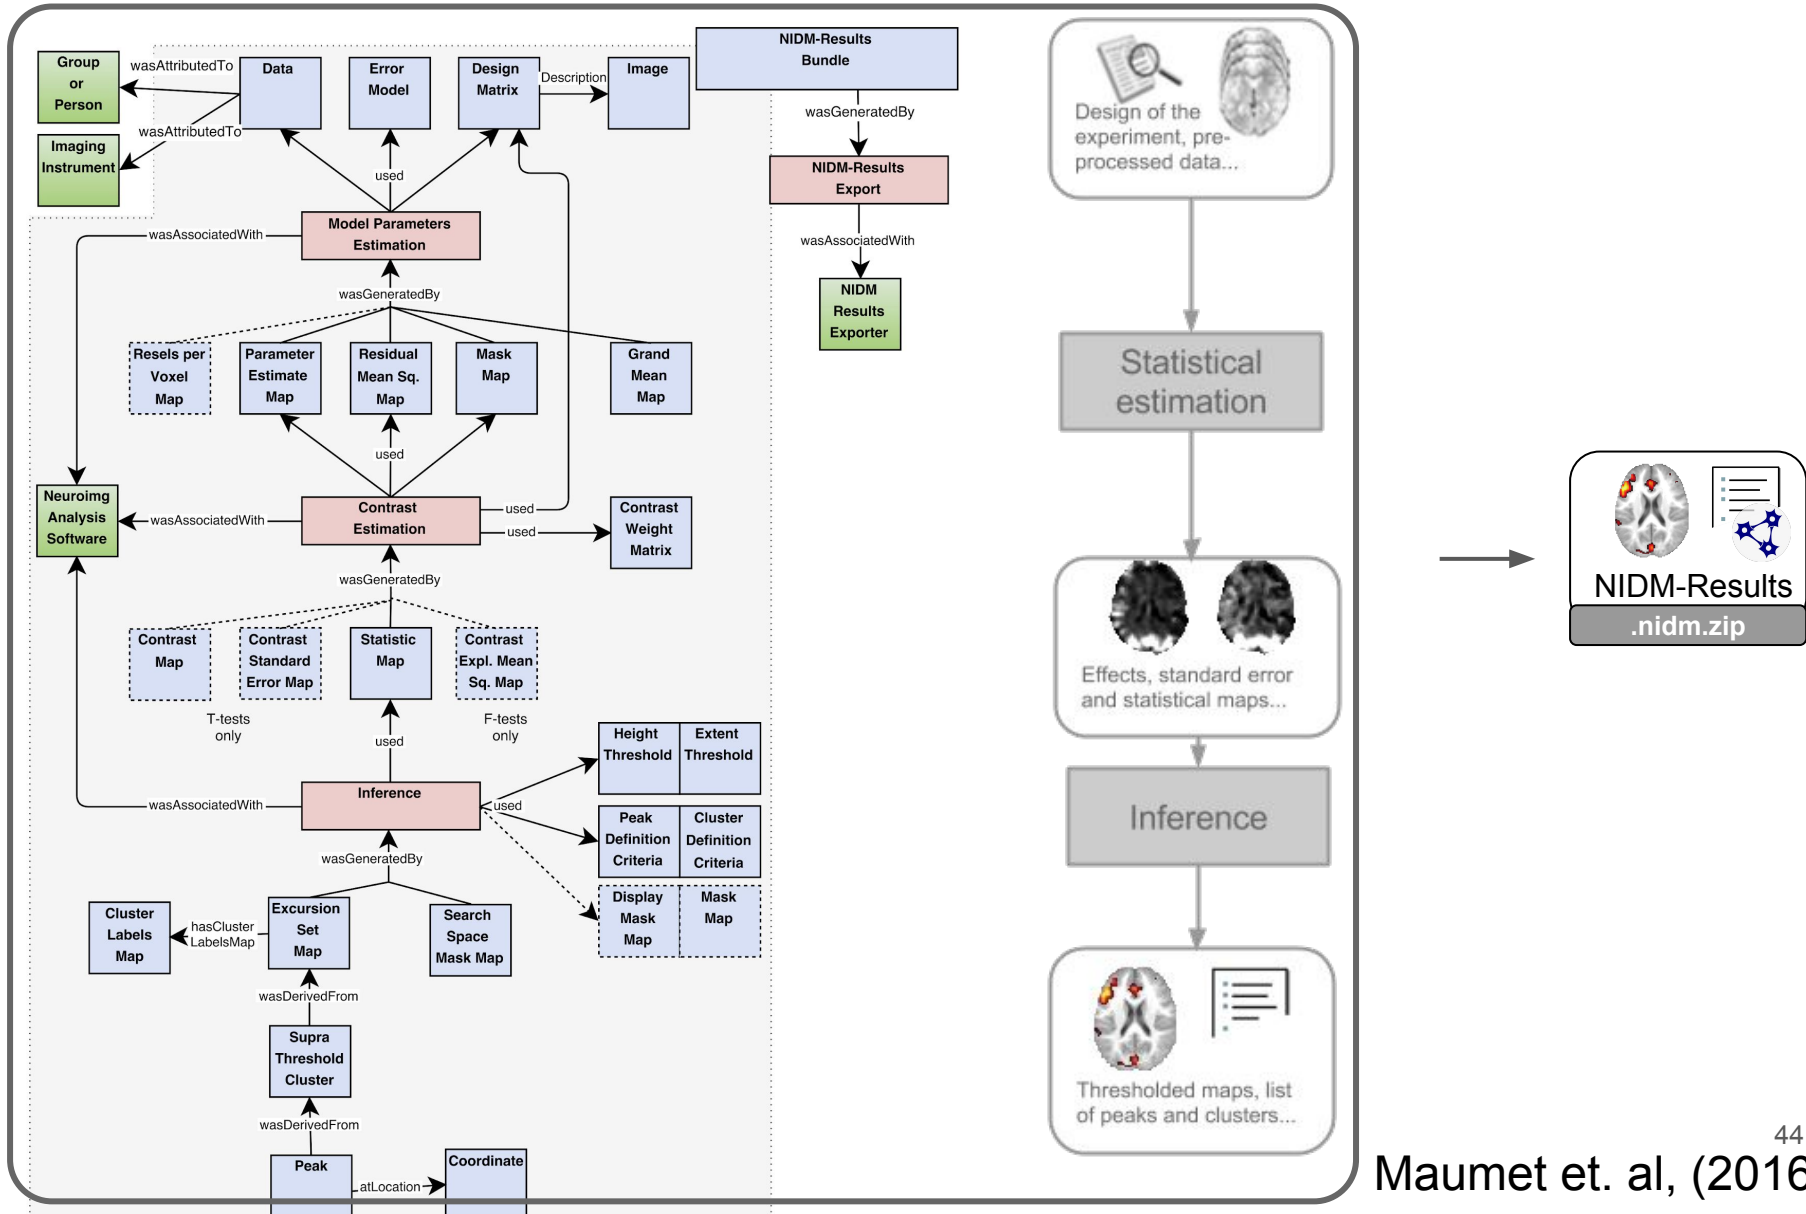 Group
or
Person
wasAttributedTo
Data
Error
Model
Design
Matrix
Description
Image
NIDM-Results
Bundle
wasAttributedTo
Imaging
Instrument
wasGeneratedBy
used
NIDM-Results
Export
wasAssociatedWith
Model Parameters
Estimation
wasAssociatedWith
NIDM
Results
Exporter
wasGeneratedBy
Resels per
Voxel
Map
Parameter
Estimate
Map
Residual
Mean Sq.
Map
Mask
Map
Grand
Mean
Map
used
Neuroimg
Analysis
Software
wasAssociatedWith
Contrast
Estimation
used
used
Contrast
Weight
Matrix
wasGeneratedBy
Contrast
Map
Contrast
Standard
Error Map
Statistic
Map
Contrast
Expl. Mean
Sq. Map
T-tests
only
F-tests
only
used
Height
Threshold
Extent
Threshold
wasAssociatedWith
Inference
used
Peak
Definition
Criteria
Cluster
Definition
Criteria
wasGeneratedBy
Display
Mask
Map
Mask
Map
Cluster
Labels
Map
hasCluster
LabelsMap
Excursion
Set
Map
Search
Space
Mask Map
wasDerivedFrom
Supra
Threshold
Cluster
wasDerivedFrom
Peak
atLocation
Coordinate
Design of the
experiment, pre-
processed data...
Statistical
estimation
Effects, standard error
and statistical maps...
Inference
Thresholded maps, list
of peaks and clusters...
NIDM-Results
.nidm.zip
44
Maumet et. al, (2016